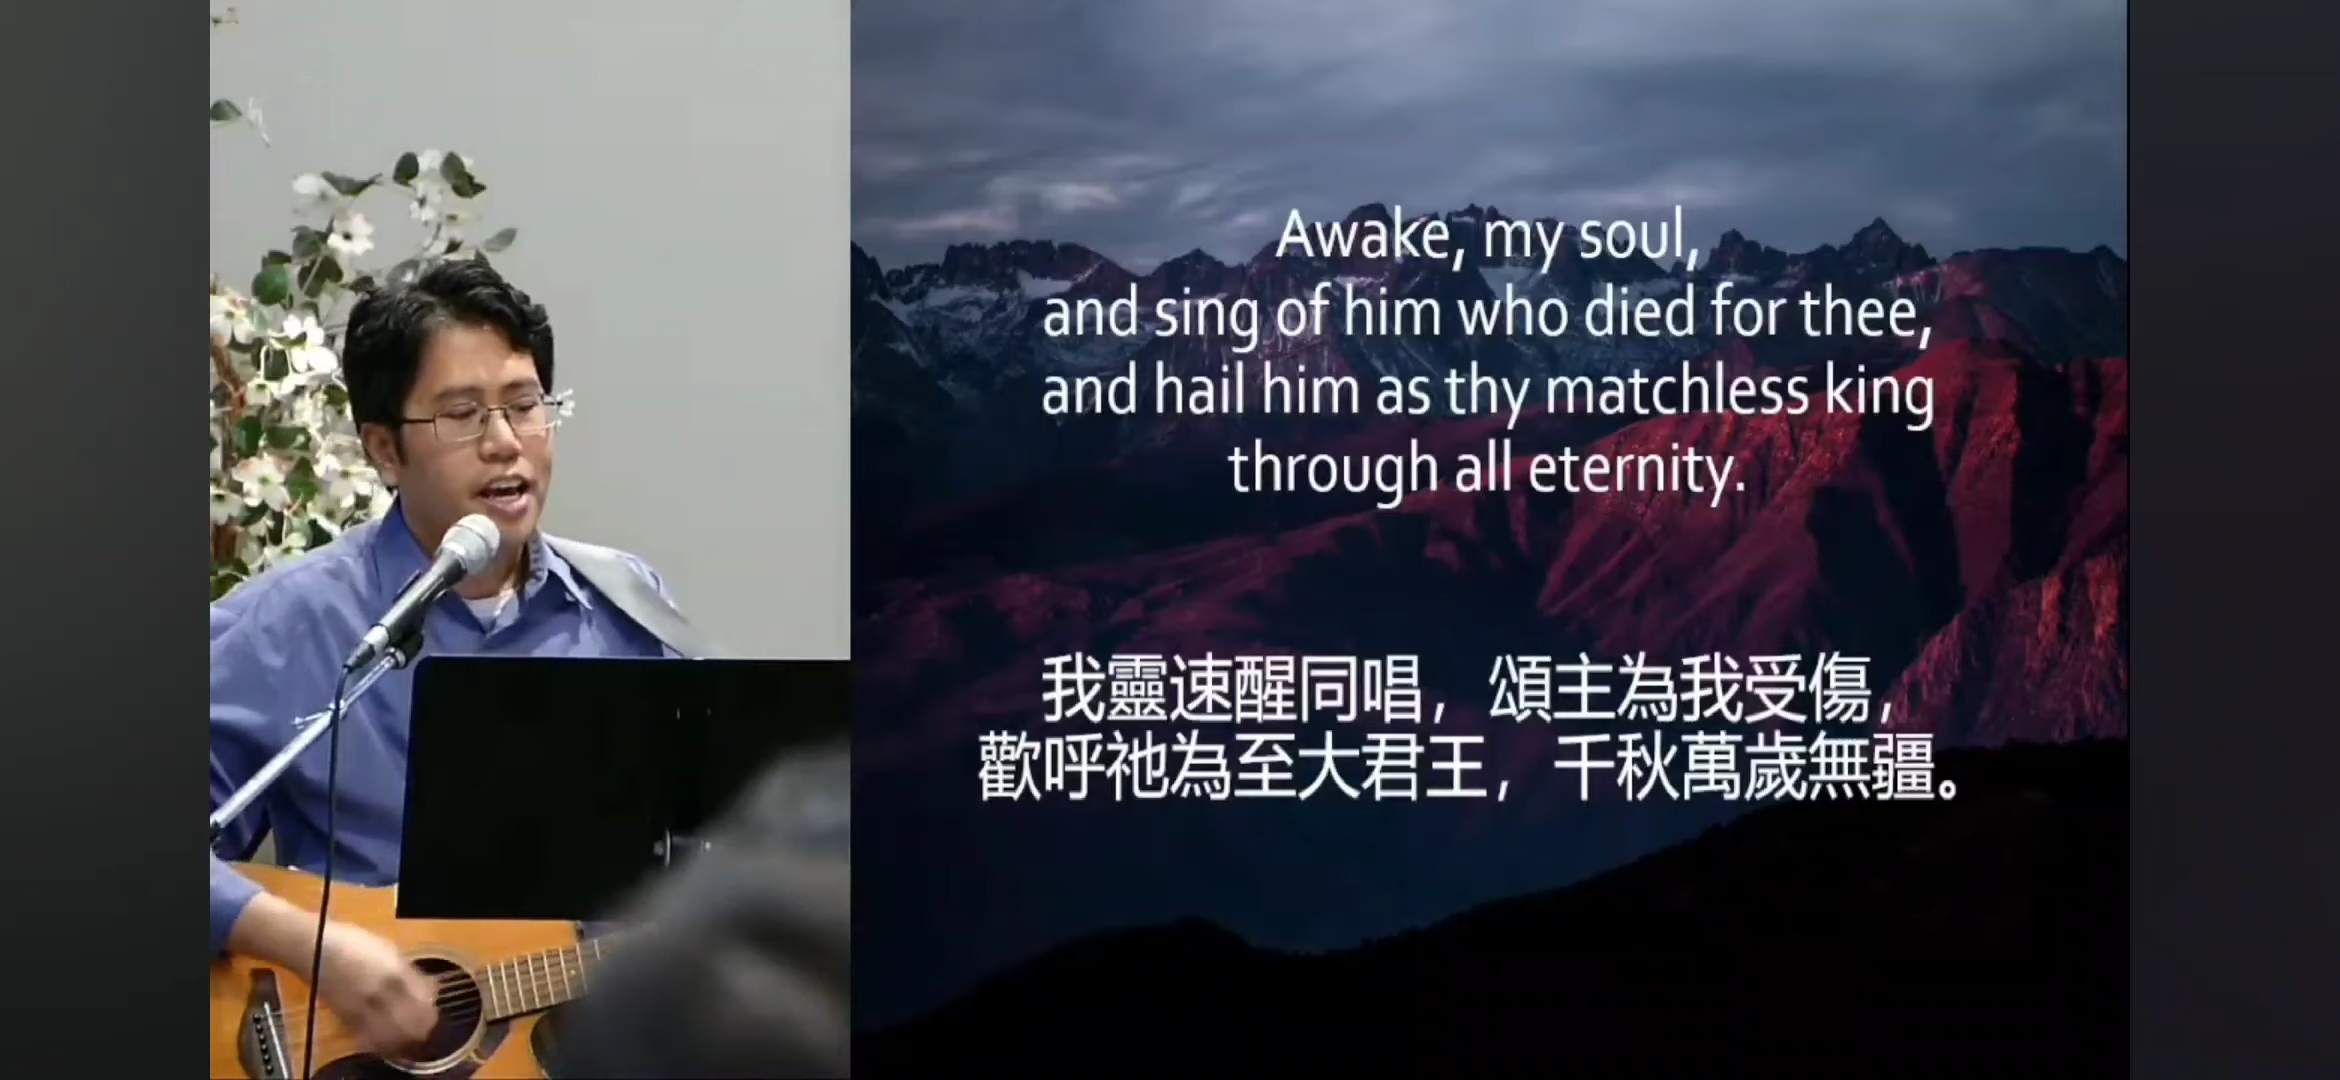 Awake, my soul,
and sing of him who died for thee,
and hail him as thy matchless king
through all eternity.
我靈速醒同唱，頌主為我受傷，
歡呼祂為至大君王，千秋萬歲無疆。